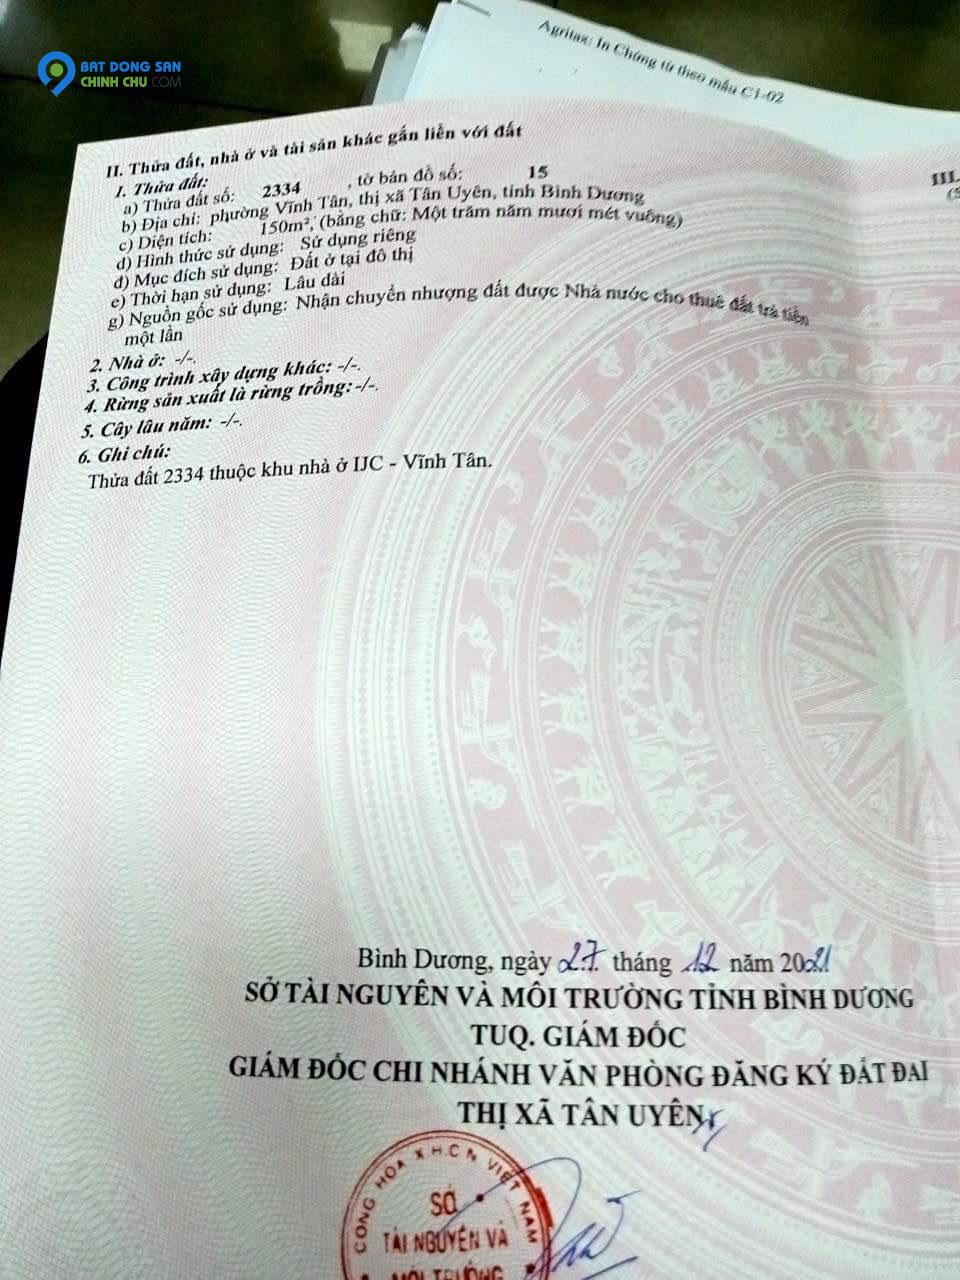 BAT DONG SAN
CHINH CHU.COM
Agritax: In Chứng từ theo mẫu C1-02
II. Thửa đất, nhà ở và tài sản khác gắn liền với đất
1. Thửa đất:
a) Thửa đất số: 2334 , tờ bản đồ số: 15
b) Địa chỉ: phường Vĩnh Tân, thị xã Tân Uyên, tỉnh Bình Dương
c) Diện tích: 150m², (bằng chữ: Một trăm năm mươi mét vuông)
d) Hình thức sử dụng: Sử dụng riêng
đ) Mục đích sử dụng: Đất ở tại đô thị
e) Thời hạn sử dụng: Lâu dài
g) Nguồn gốc sử dụng: Nhận chuyển nhượng đất được Nhà nước cho thuê đất trả tiền
một lần
2. Nhà ở: -/-.
3. Công trình xây dựng khác: -/-.
4. Rừng sản xuất là rừng trồng: -/-.
5. Cây lâu năm: -/-.
6. Ghi chú:
Thửa đất 2334 thuộc khu nhà ở IJC - Vĩnh Tân.
III.
Bình Dương, ngày 27 tháng 12 năm 2021
SỞ TÀI NGUYÊN VÀ MÔI TRƯỜNG TỈNH BÌNH DƯƠNG
TUQ. GIÁM ĐỐC
GIÁM ĐỐC CHI NHÁNH VĂN PHÒNG ĐĂNG KÝ ĐẤT ĐAI
THỊ XÃ TÂN UYÊN
CỘNG HÒA X.H.C.N VIỆT NAM
SỞ
TÀI NGUYÊN VÀ
MÔI TRƯỜNG